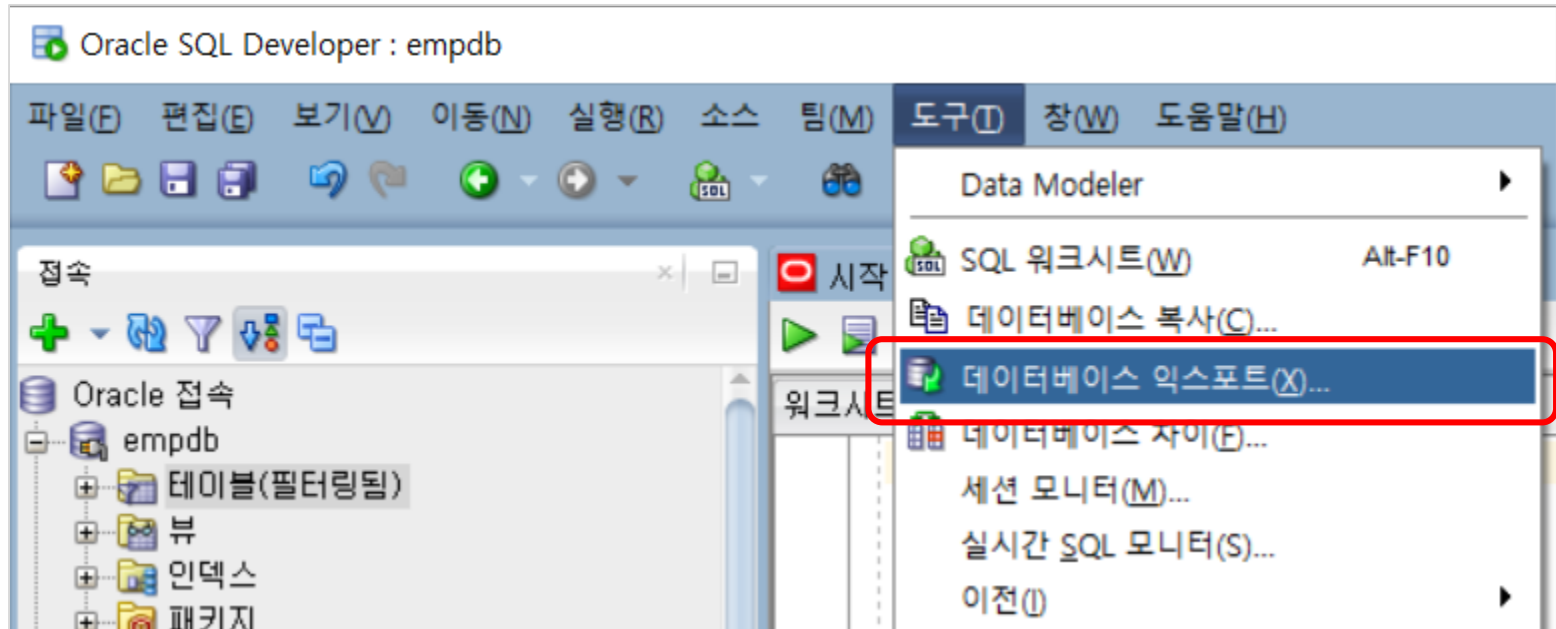 Oracle SQL Developer : empdb
파일(F) 편집(E) 보기(V) 이동(N) 실행(R) 소스 팀(M) 도구(T) 창(W) 도움말(H)
Data Modeler
SQL 워크시트(W) Alt-F10
데이터베이스 복사(C)...
데이터베이스 익스포트(X)...
데이터베이스 차이(F)...
세션 모니터(M)...
실시간 SQL 모니터(S)...
이전(I)
접속
Oracle 접속
empdb
테이블(필터링됨)
뷰
인덱스
패키지
시작
워크시트